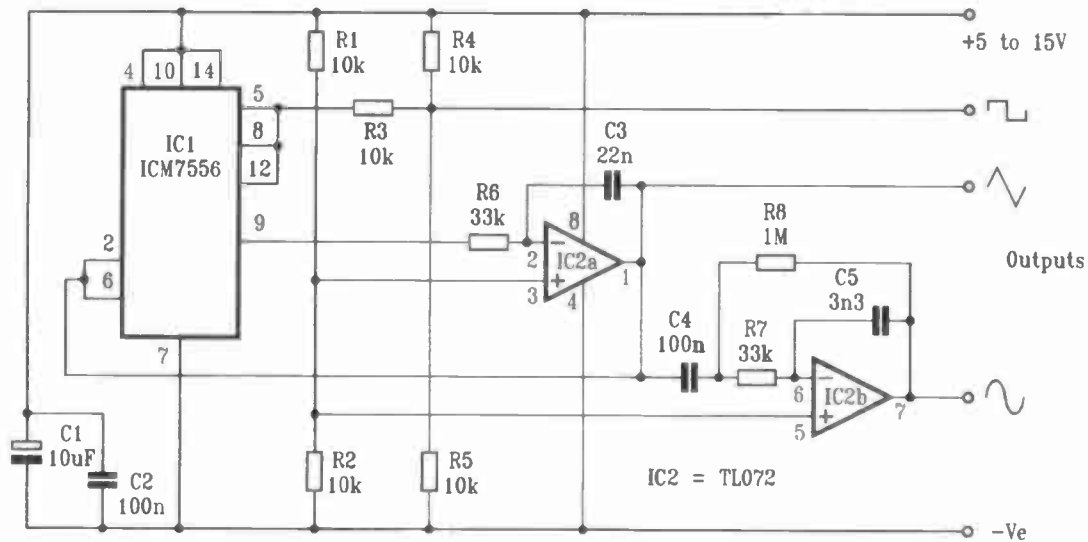 +5 to 15V
R1
10k
R4
10k
4
10
14
5
8
12
9
IC1
ICM7556
2
6
7
R3
10k
C3
22n
R6
33k
8
2
3
IC2a
1
4
−
+
R8
1M
Outputs
C5
3n3
C4
100n
R7
33k
6
5
IC2b
7
−
+
C1
10uF
C2
100n
R2
10k
R5
10k
IC2 = TL072
-Ve